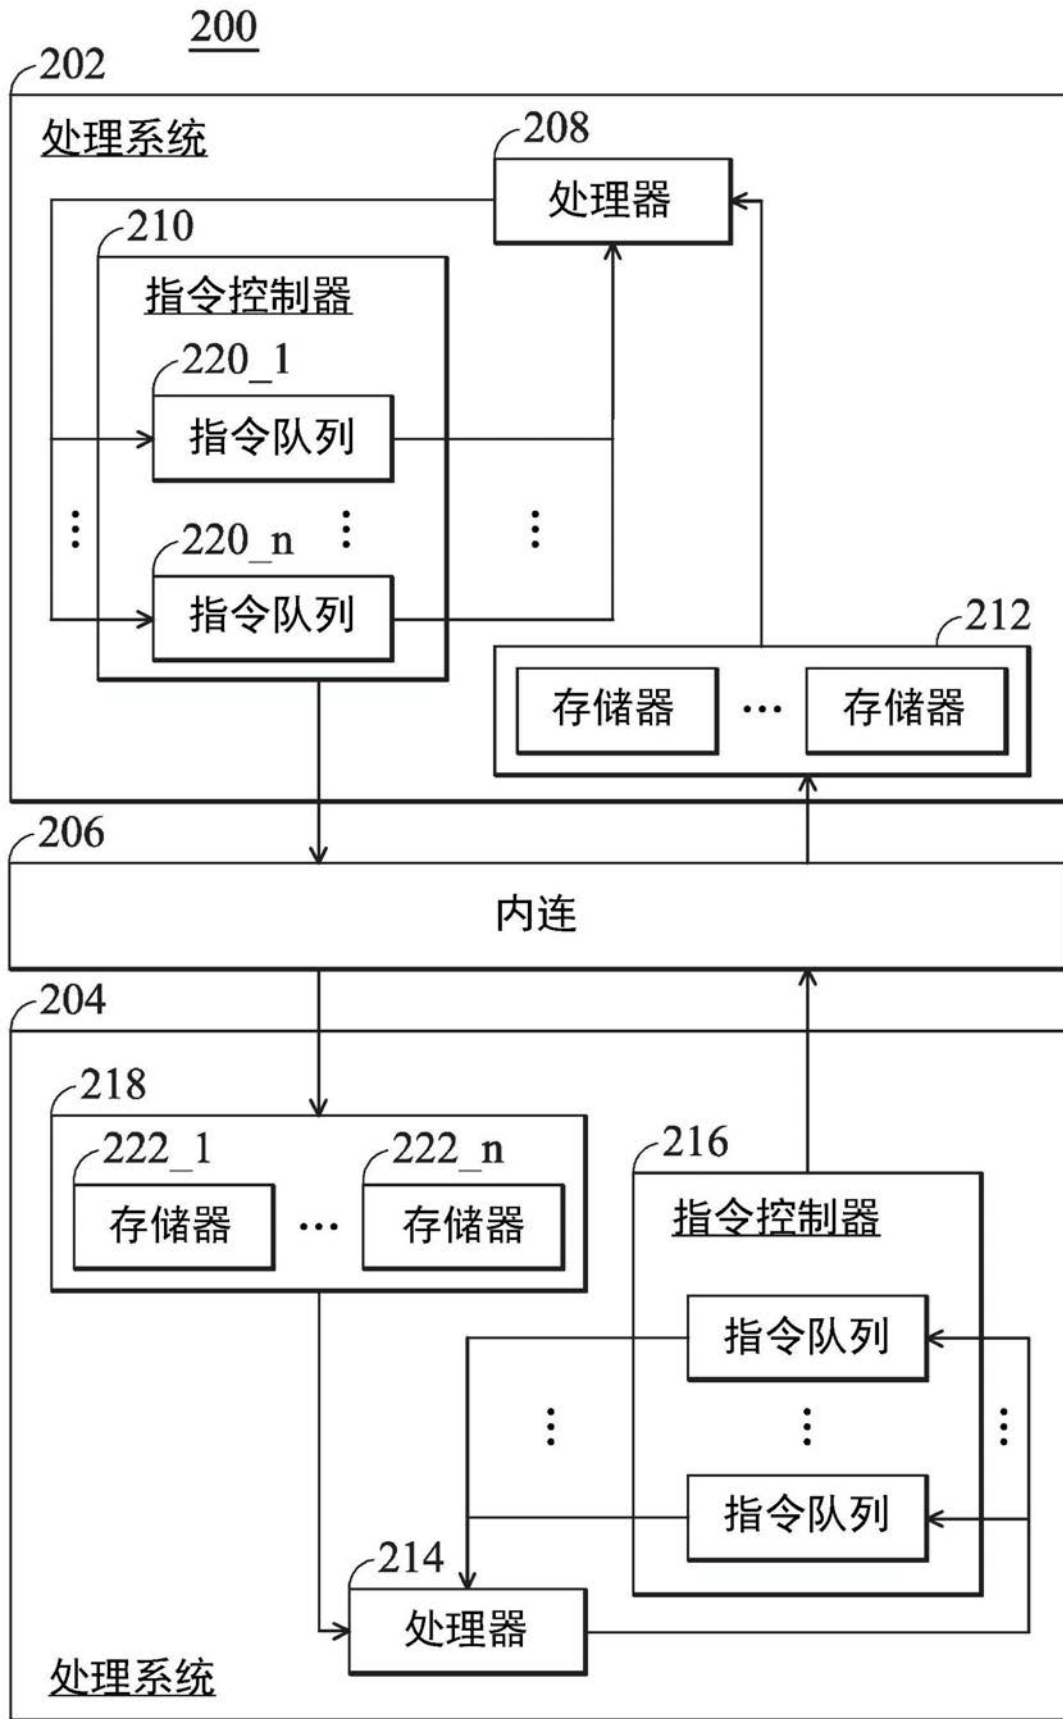 200
202
处理系统
208
处理器
210
指令控制器
220_1
指令队列
220_n
指令队列
212
存储器 … 存储器
206
内连
204
218
222_1 222_n
存储器 … 存储器
216
指令控制器
指令队列
指令队列
214
处理器
处理系统